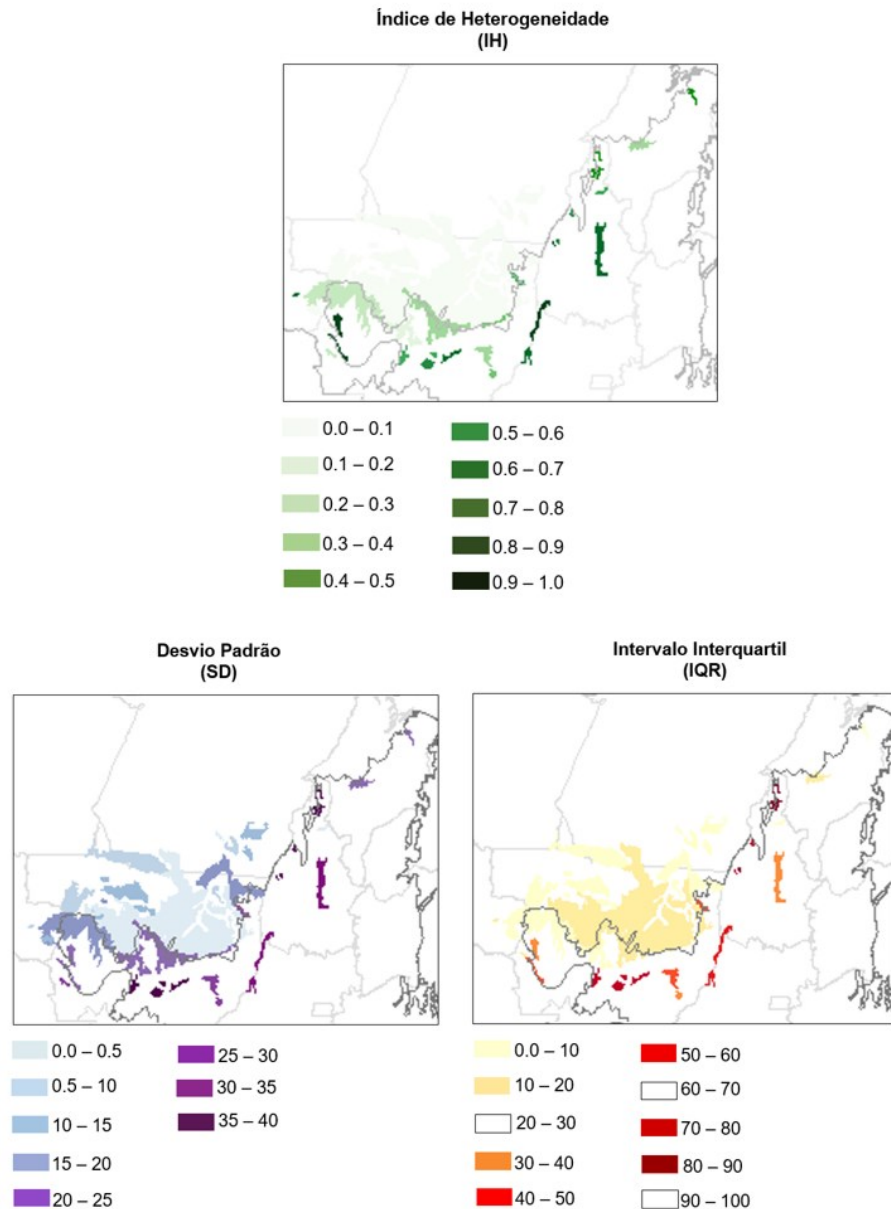 Índice de Heterogeneidade
(IH)
0.0 – 0.1
0.1 – 0.2
0.2 – 0.3
0.3 – 0.4
0.4 – 0.5
0.5 – 0.6
0.6 – 0.7
0.7 – 0.8
0.8 – 0.9
0.9 – 1.0
Desvio Padrão
(SD)
0.0 – 0.5
0.5 – 10
10 – 15
15 – 20
20 – 25
25 – 30
30 – 35
35 – 40
Intervalo Interquartil
(IQR)
0.0 – 10
10 – 20
20 – 30
30 – 40
40 – 50
50 – 60
60 – 70
70 – 80
80 – 90
90 – 100